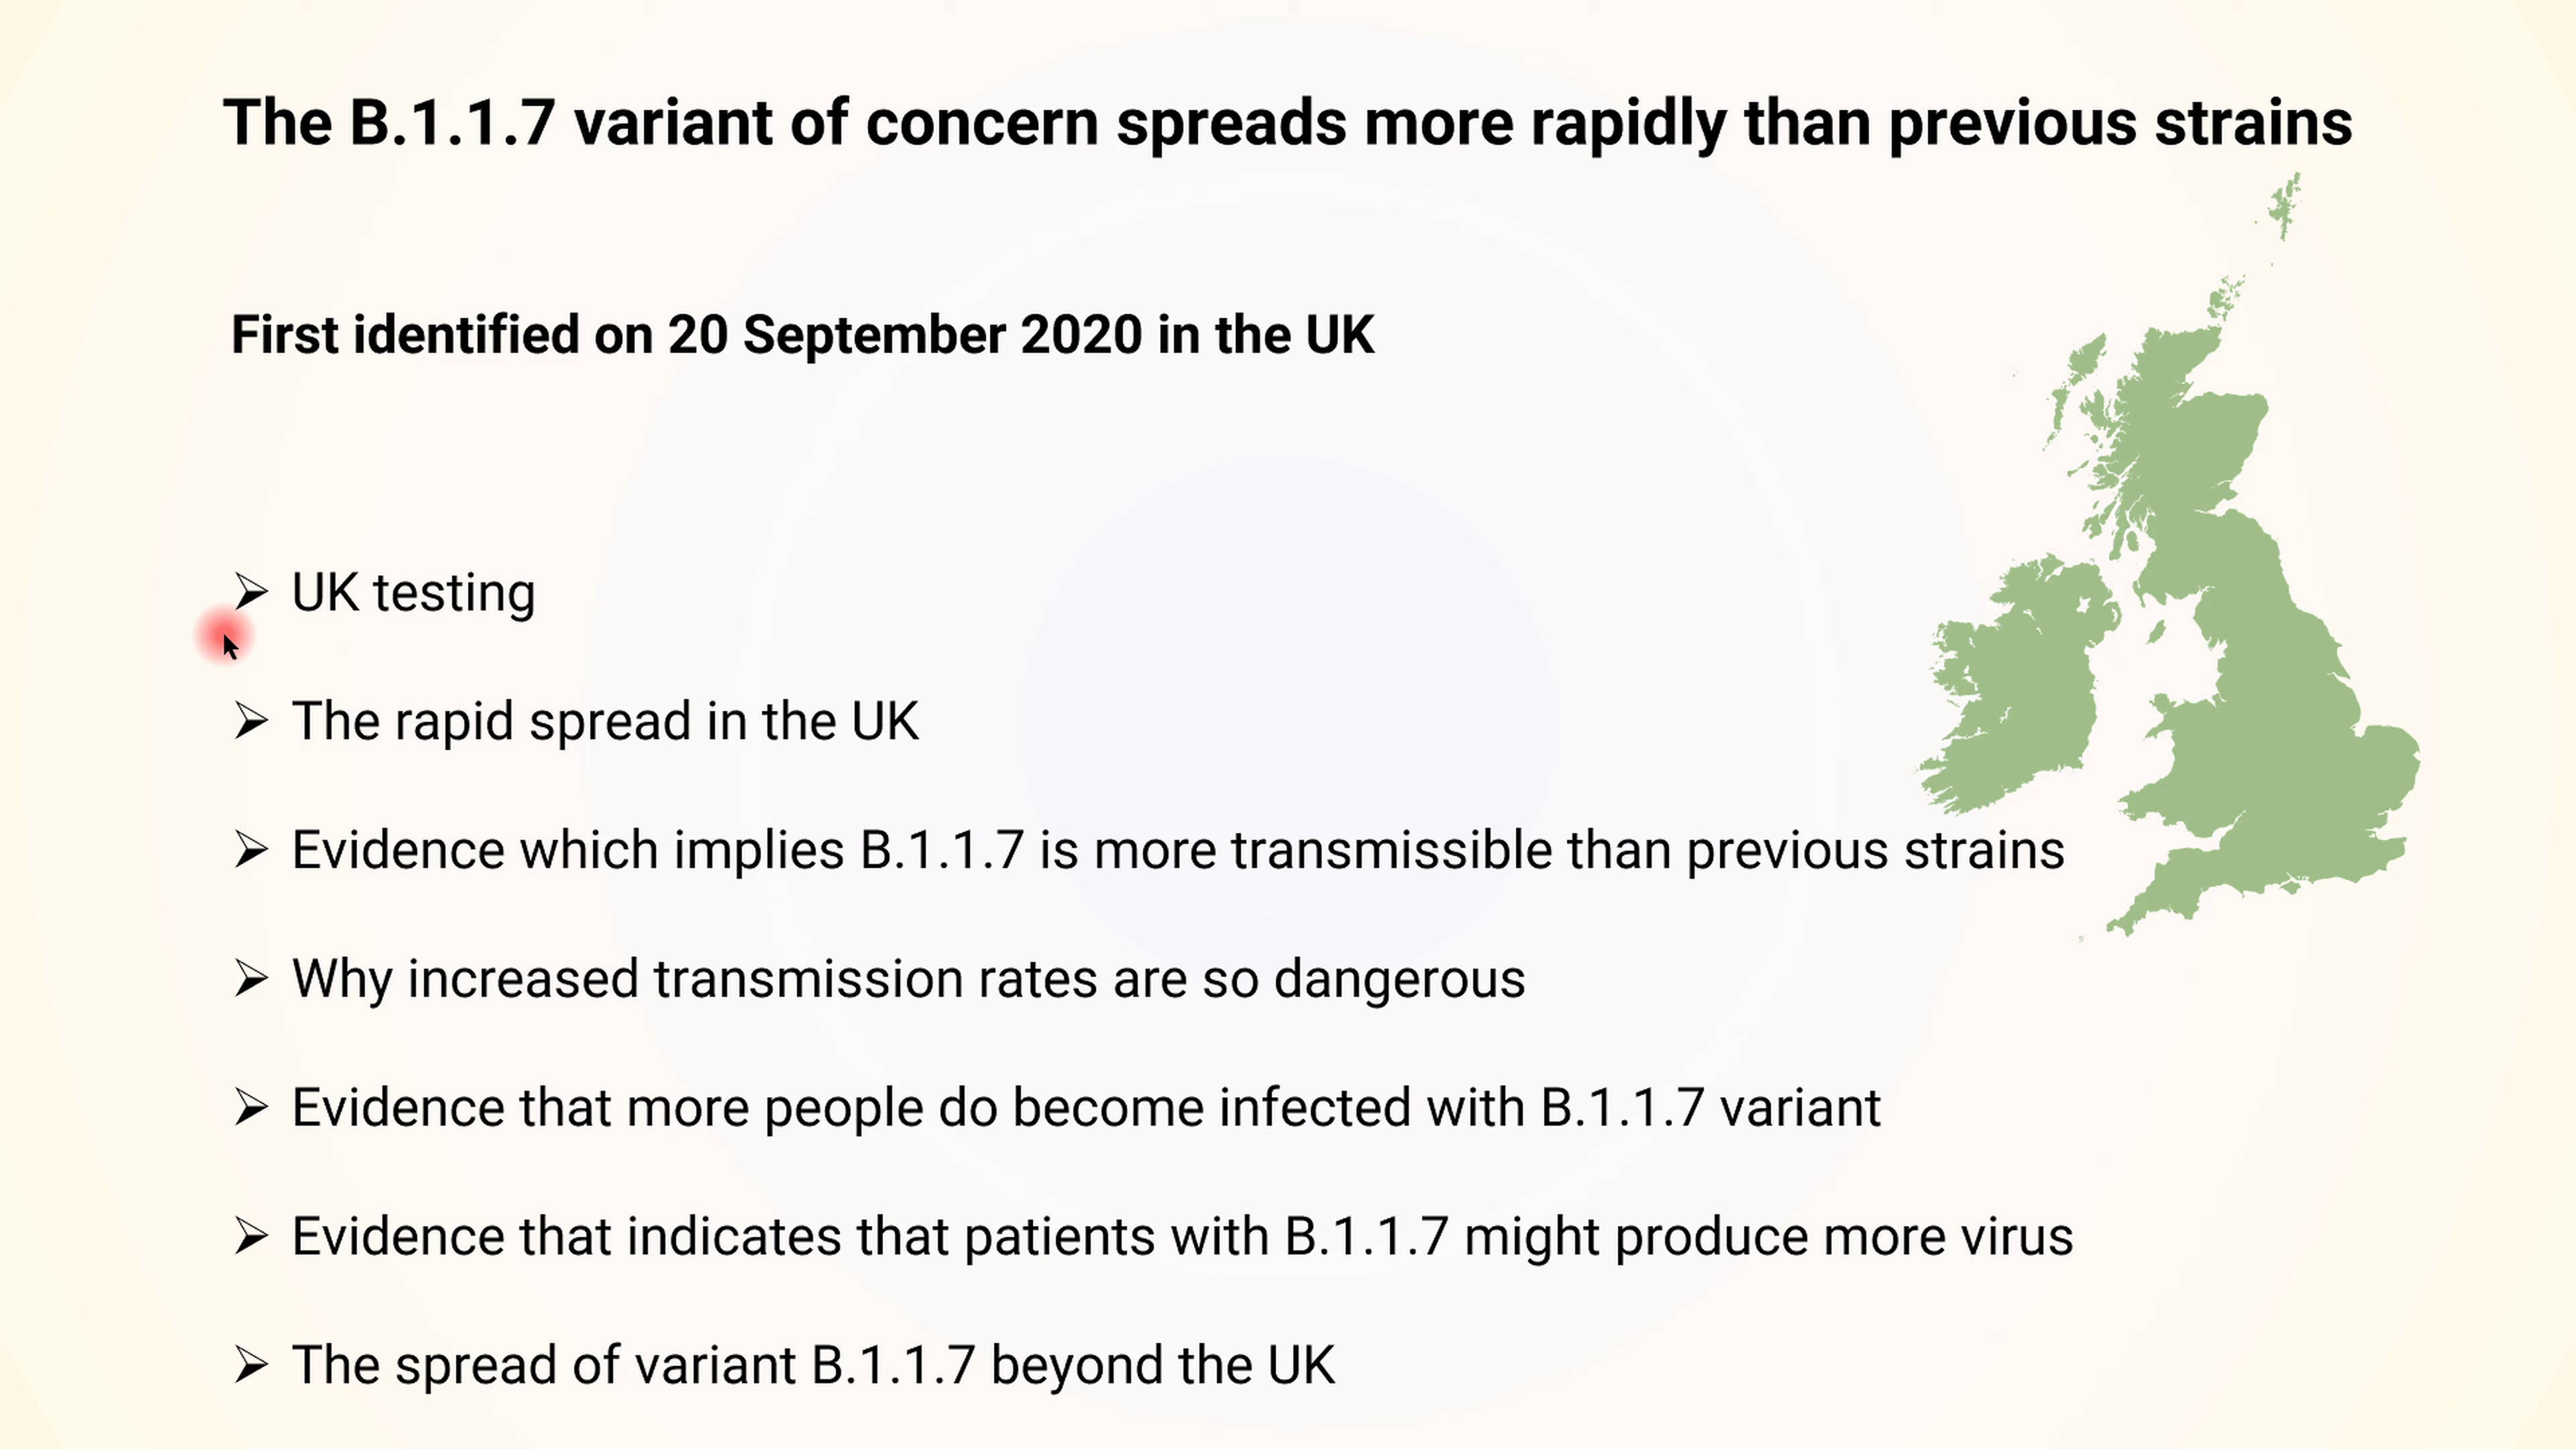 The B.1.1.7 variant of concern spreads more rapidly than previous strains
First identified on 20 September 2020 in the UK
➢ UK testing
➢ The rapid spread in the UK
➢ Evidence which implies B.1.1.7 is more transmissible than previous strains
➢ Why increased transmission rates are so dangerous
➢ Evidence that more people do become infected with B.1.1.7 variant
➢ Evidence that indicates that patients with B.1.1.7 might produce more virus
➢ The spread of variant B.1.1.7 beyond the UK